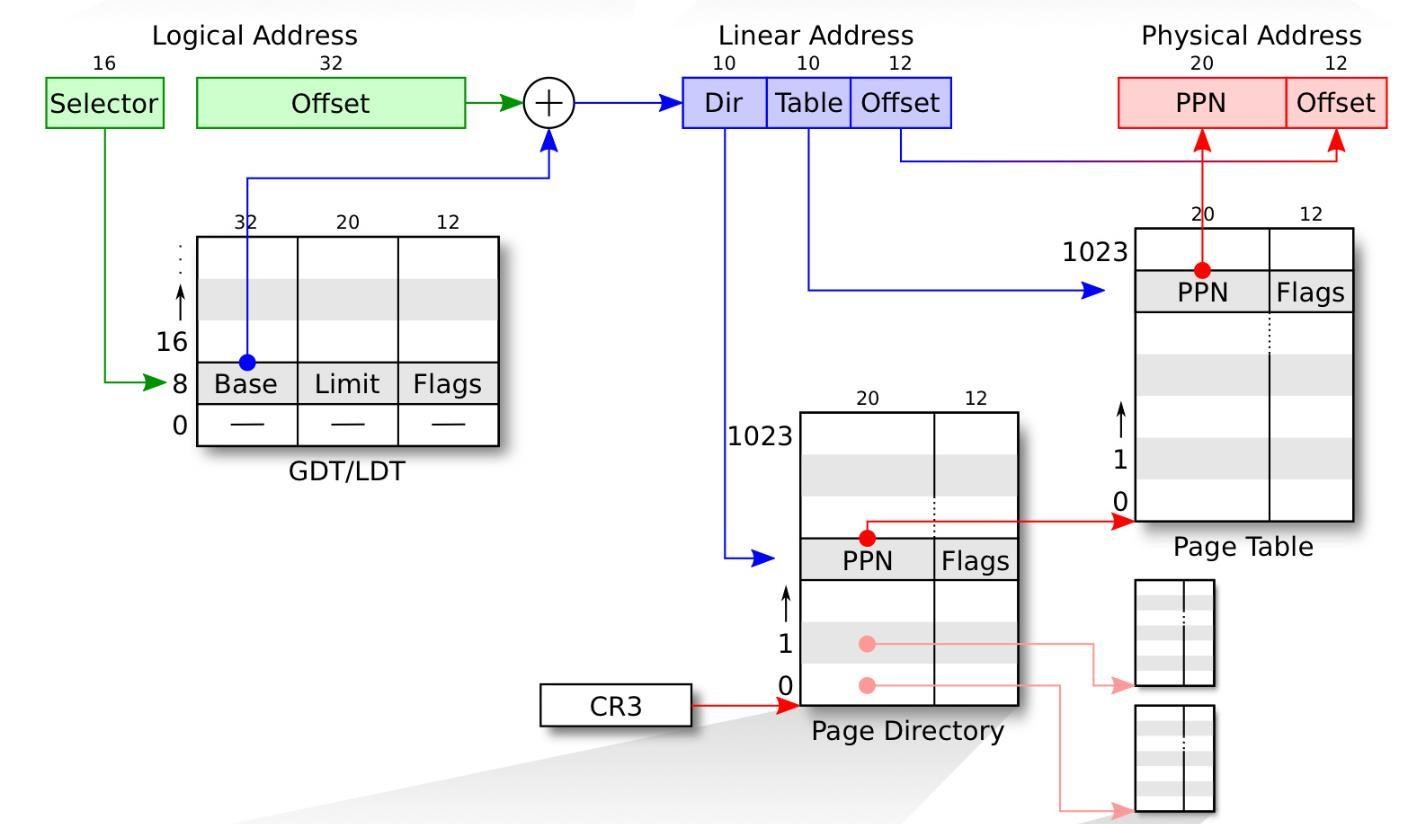 Logical Address
Linear Address
Physical Address
16
32
10
10
12
20
12
Selector
Offset
+
Dir
Table
Offset
PPN
Offset
32
20
12
16
8
0
Base
Limit
Flags
GDT/LDT
20
12
1023
PPN
Flags
1
0
Page Table
20
12
1023
PPN
Flags
1
0
Page Directory
CR3